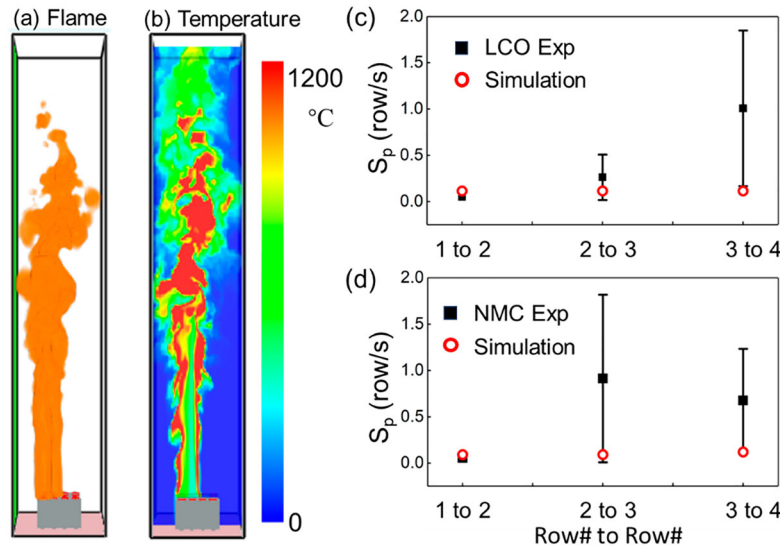 (a) Flame
(b) Temperature
1200
°C
0
(c)
2.0
1.5
1.0
0.5
0.0
Sp (row/s)
LCO Exp
Simulation
1 to 2
2 to 3
3 to 4
(d)
2.0
1.5
1.0
0.5
0.0
Sp (row/s)
NMC Exp
Simulation
1 to 2
2 to 3
3 to 4
Row# to Row#